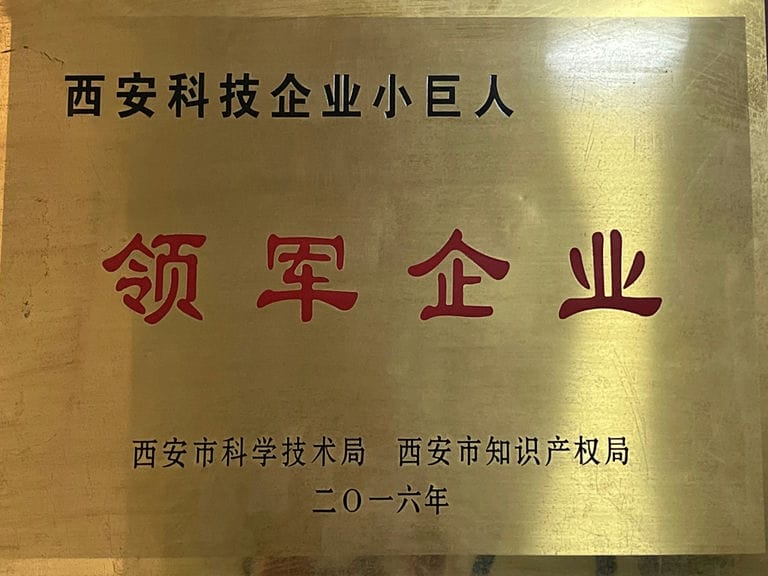 西安科技企业小巨人
领军企业
西安市科学技术局 西安市知识产权局
二〇一六年